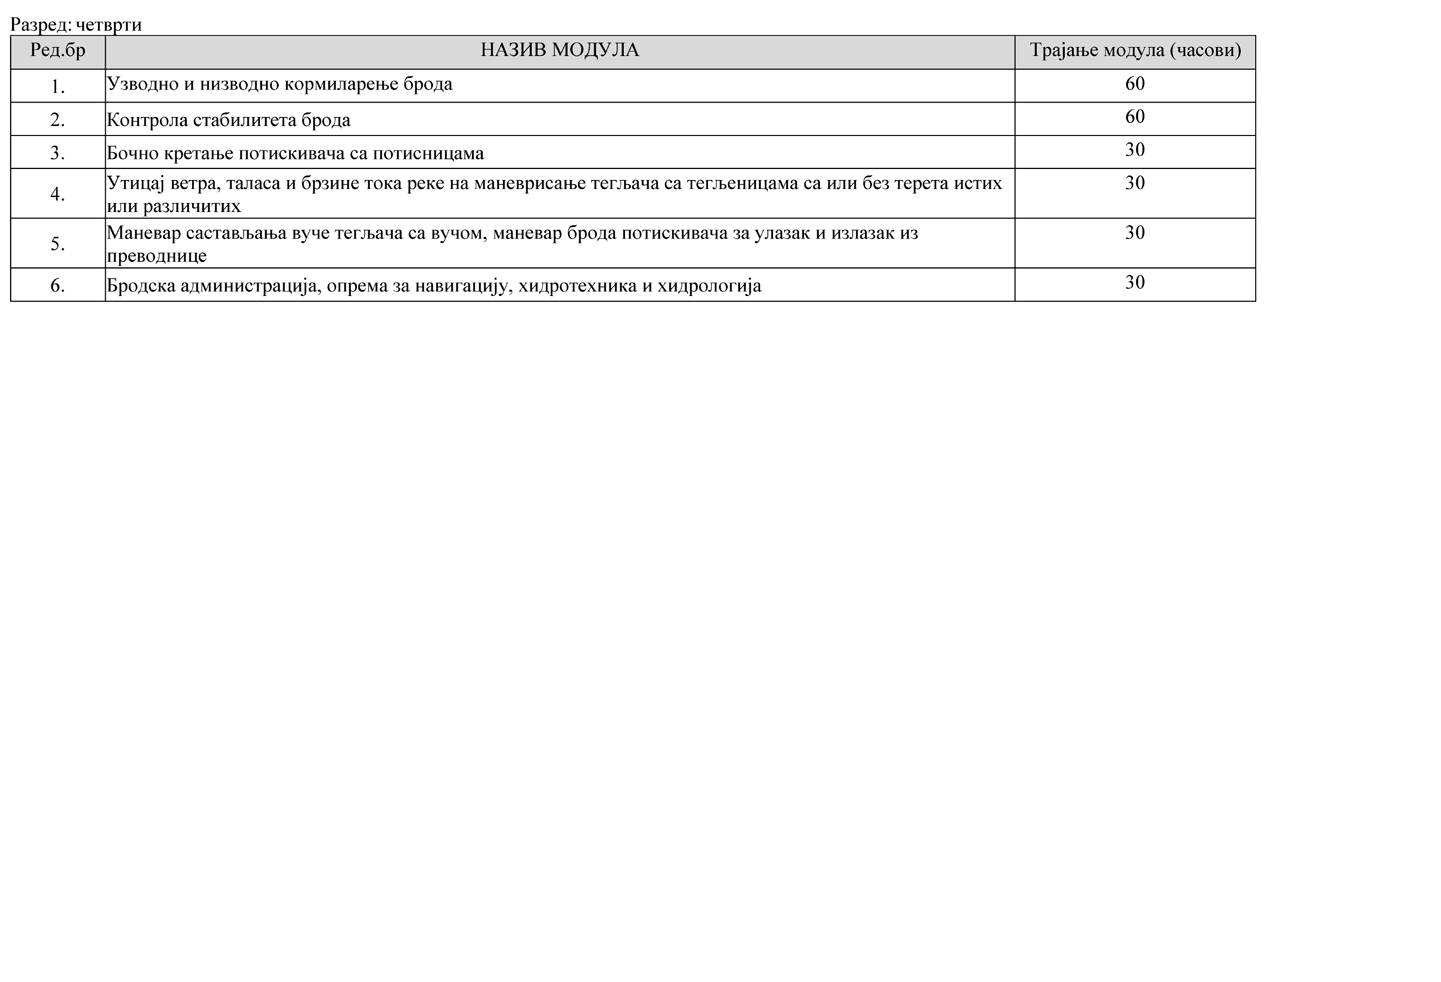 Разред: четврти
Ред.бр НАЗИВ МОДУЛА Трајање модула (часови)
1. Узводно и низводно кормиларење брода 60
2. Контрола стабилитета брода 60
3. Бочно кретање потискивача са потисницама 30
4. Утицај ветра, таласа и брзине тока реке на маневрисање тегљача са тегљеницама са или без терета истих 30
или различитих
5. Маневар састављања вуче тегљача са вучом, маневар брода потискивача за улазак и излазак из 30
преводнице
6. Бродска администрација, опрема за навигацију, хидротехника и хидрологија 30